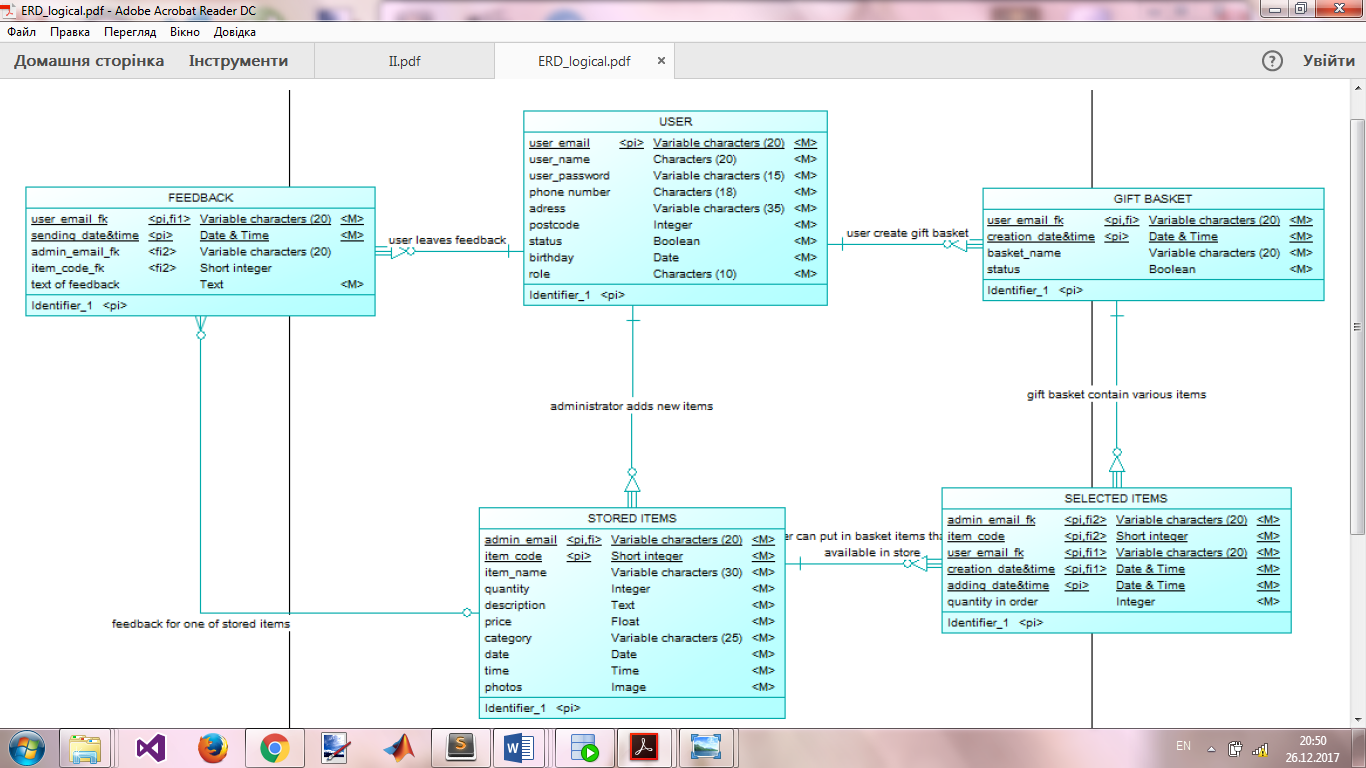 ERD_logical.pdf - Adobe Acrobat Reader DC
Файл Правка Перегляд Вікно Довідка
Домашня сторінка Інструменти II.pdf ERD_logical.pdf × ? Увійти
USER
user_email <pi> Variable characters (20) <M>
user_name Characters (20) <M>
user_password Variable characters (15) <M>
phone number Characters (18) <M>
adress Variable characters (35) <M>
postcode Integer <M>
status Boolean <M>
birthday Date <M>
role Characters (10) <M>
Identifier_1 <pi>
FEEDBACK
user_email_fk <pi,fi1> Variable characters (20) <M>
sending_date&time <pi> Date & Time <M>
admin_email_fk <fi2> Variable characters (20)
item_code_fk <fi2> Short integer
text of feedback Text <M>
Identifier_1 <pi>
user leaves feedback
user create gift basket
GIFT BASKET
user_email_fk <pi,fi> Variable characters (20) <M>
creation_date&time <pi> Date & Time <M>
basket_name Variable characters (20) <M>
status Boolean <M>
Identifier_1 <pi>
administrator adds new items
gift basket contain various items
feedback for one of stored items
STORED ITEMS
admin_email <pi,fi> Variable characters (20) <M>
item_code <pi> Short integer <M>
item_name Variable characters (30) <M>
quantity Integer <M>
description Text <M>
price Float <M>
category Variable characters (25) <M>
date Date <M>
time Time <M>
photos Image <M>
Identifier_1 <pi>
er can put in basket items tha
available in store
SELECTED ITEMS
admin_email_fk <pi,fi2> Variable characters (20) <M>
item_code <pi,fi2> Short integer <M>
user_email_fk <pi,fi1> Variable characters (20) <M>
creation_date&time <pi,fi1> Date & Time <M>
adding_date&time <pi> Date & Time <M>
quantity in order Integer <M>
Identifier_1 <pi>
EN 20:50
26.12.2017